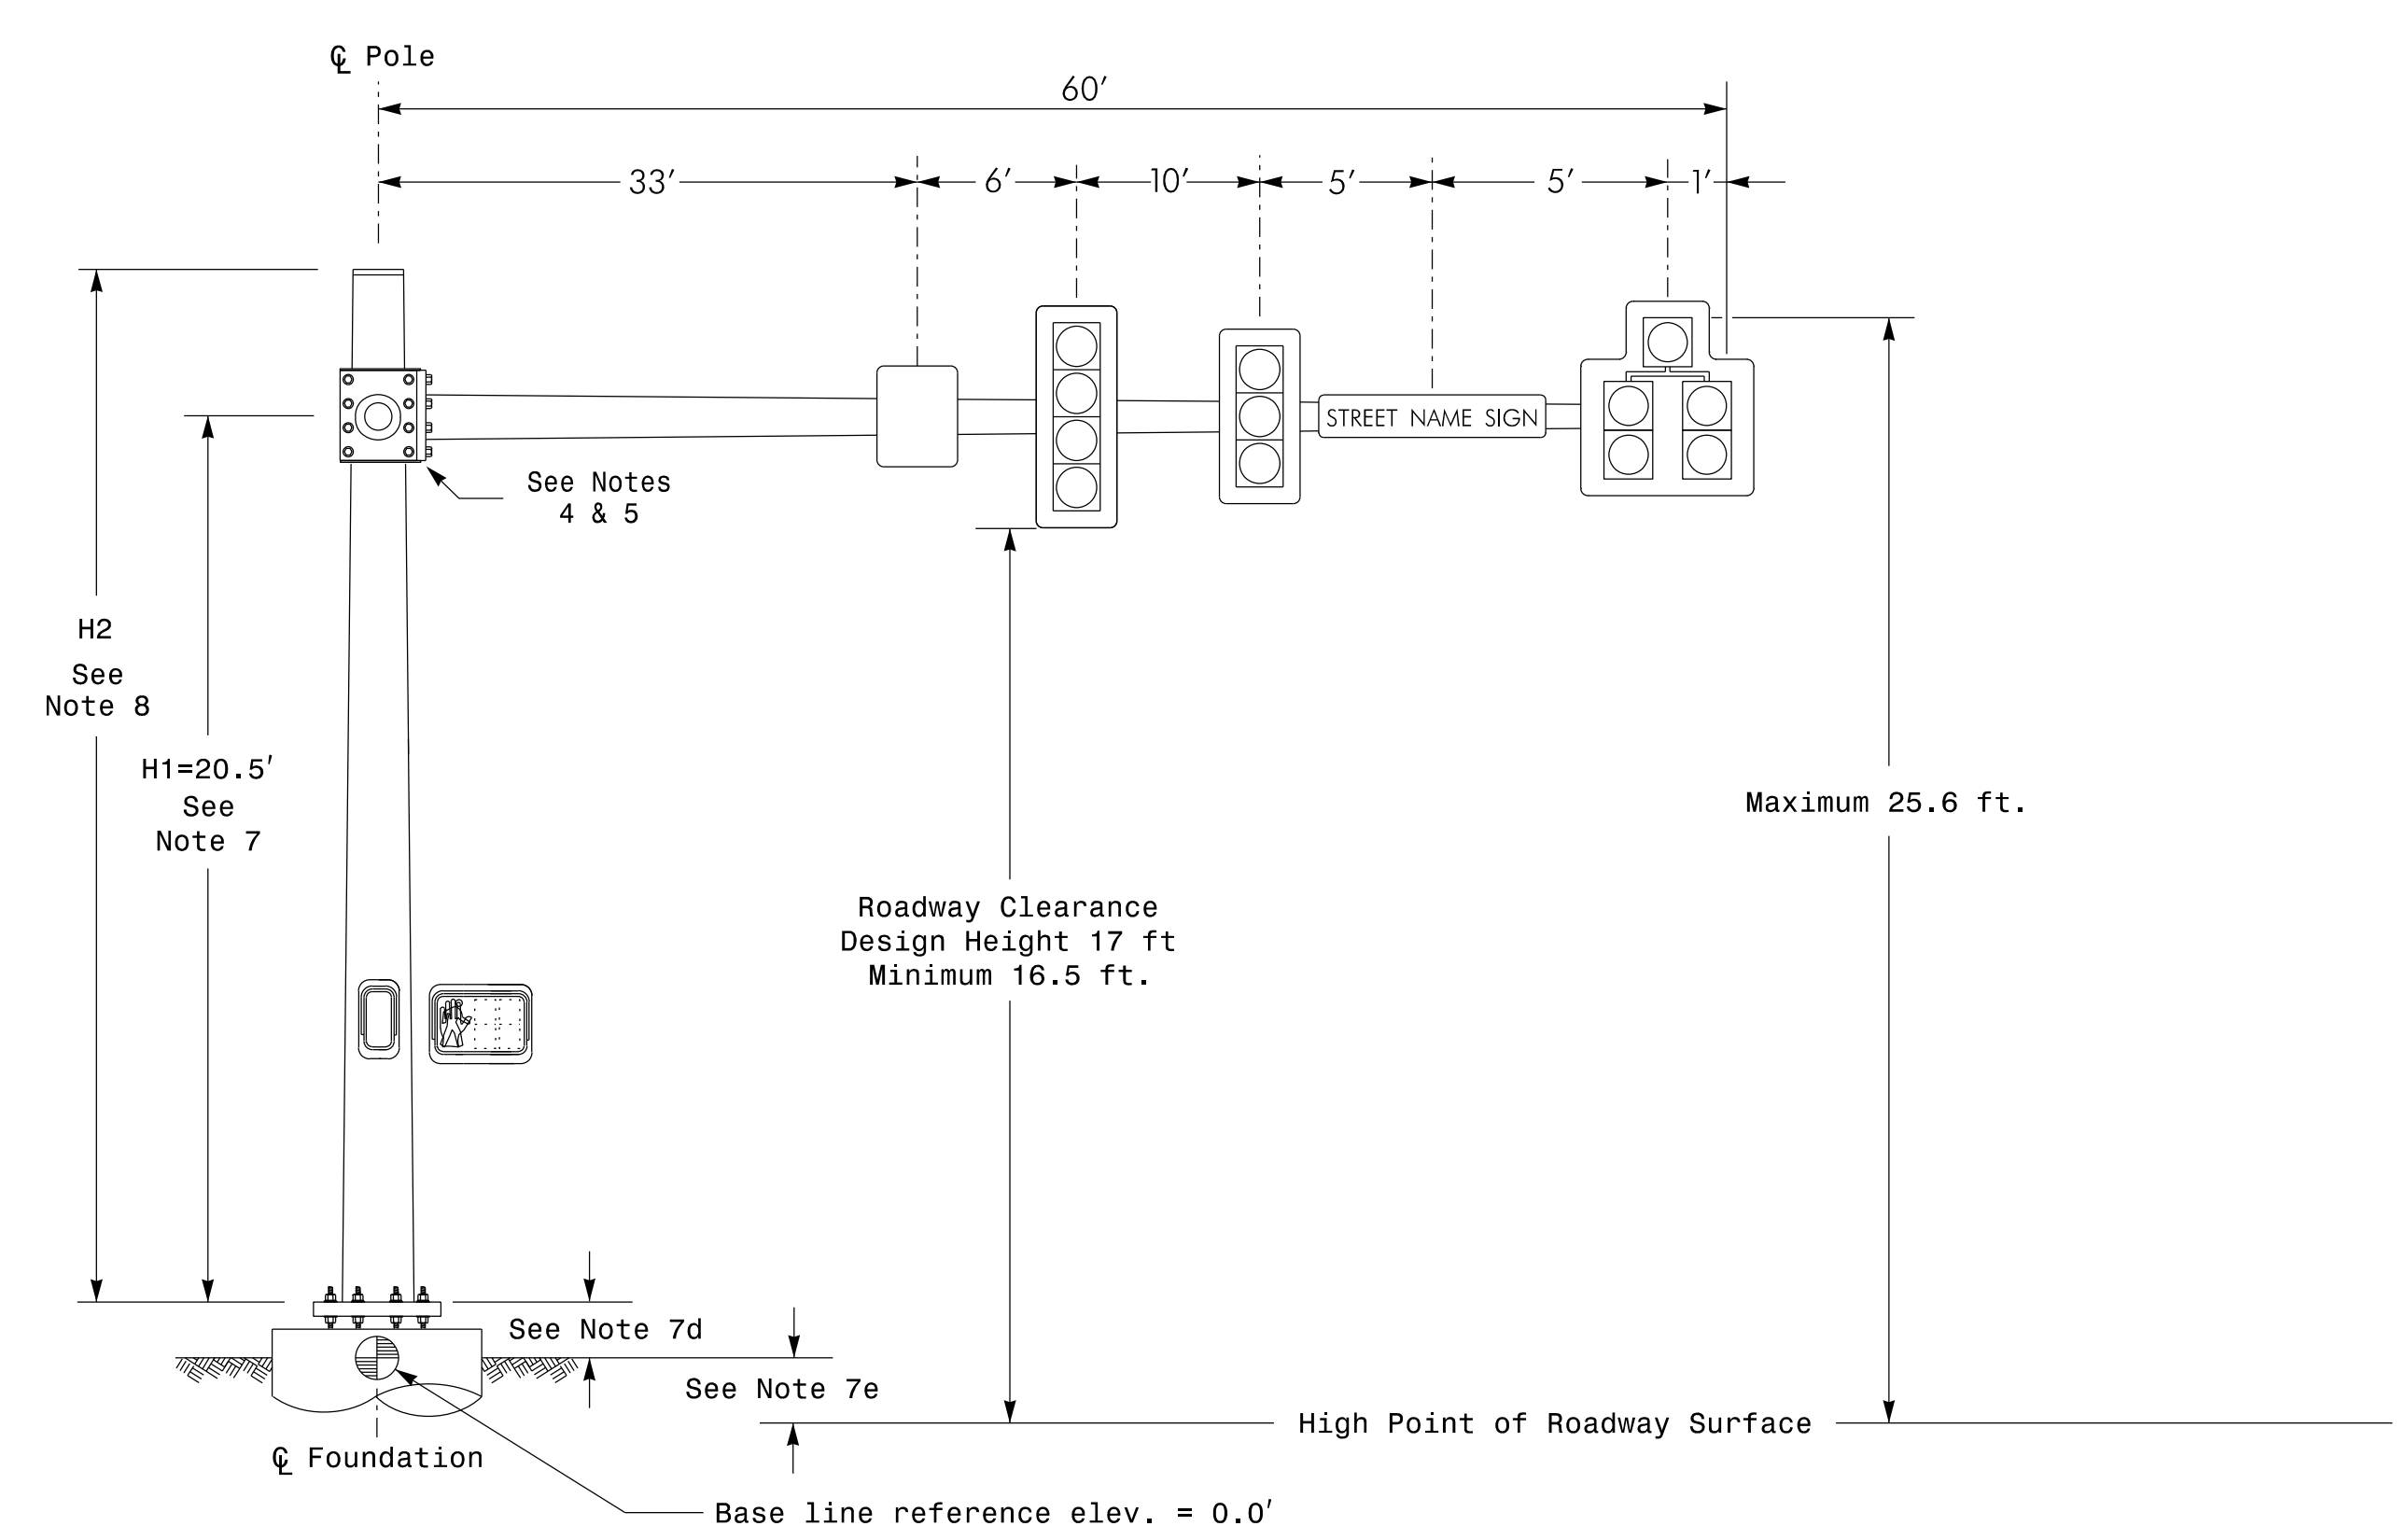 ℄ Pole
60'
33'
6'
10'
5'
5'
1'
STREET NAME SIGN
See Notes
4 & 5
H2
See
Note 8
H1=20.5'
See
Note 7
Maximum 25.6 ft.
Roadway Clearance
Design Height 17 ft
Minimum 16.5 ft.
See Note 7d
See Note 7e
High Point of Roadway Surface
℄ Foundation
Base line reference elev. = 0.0'